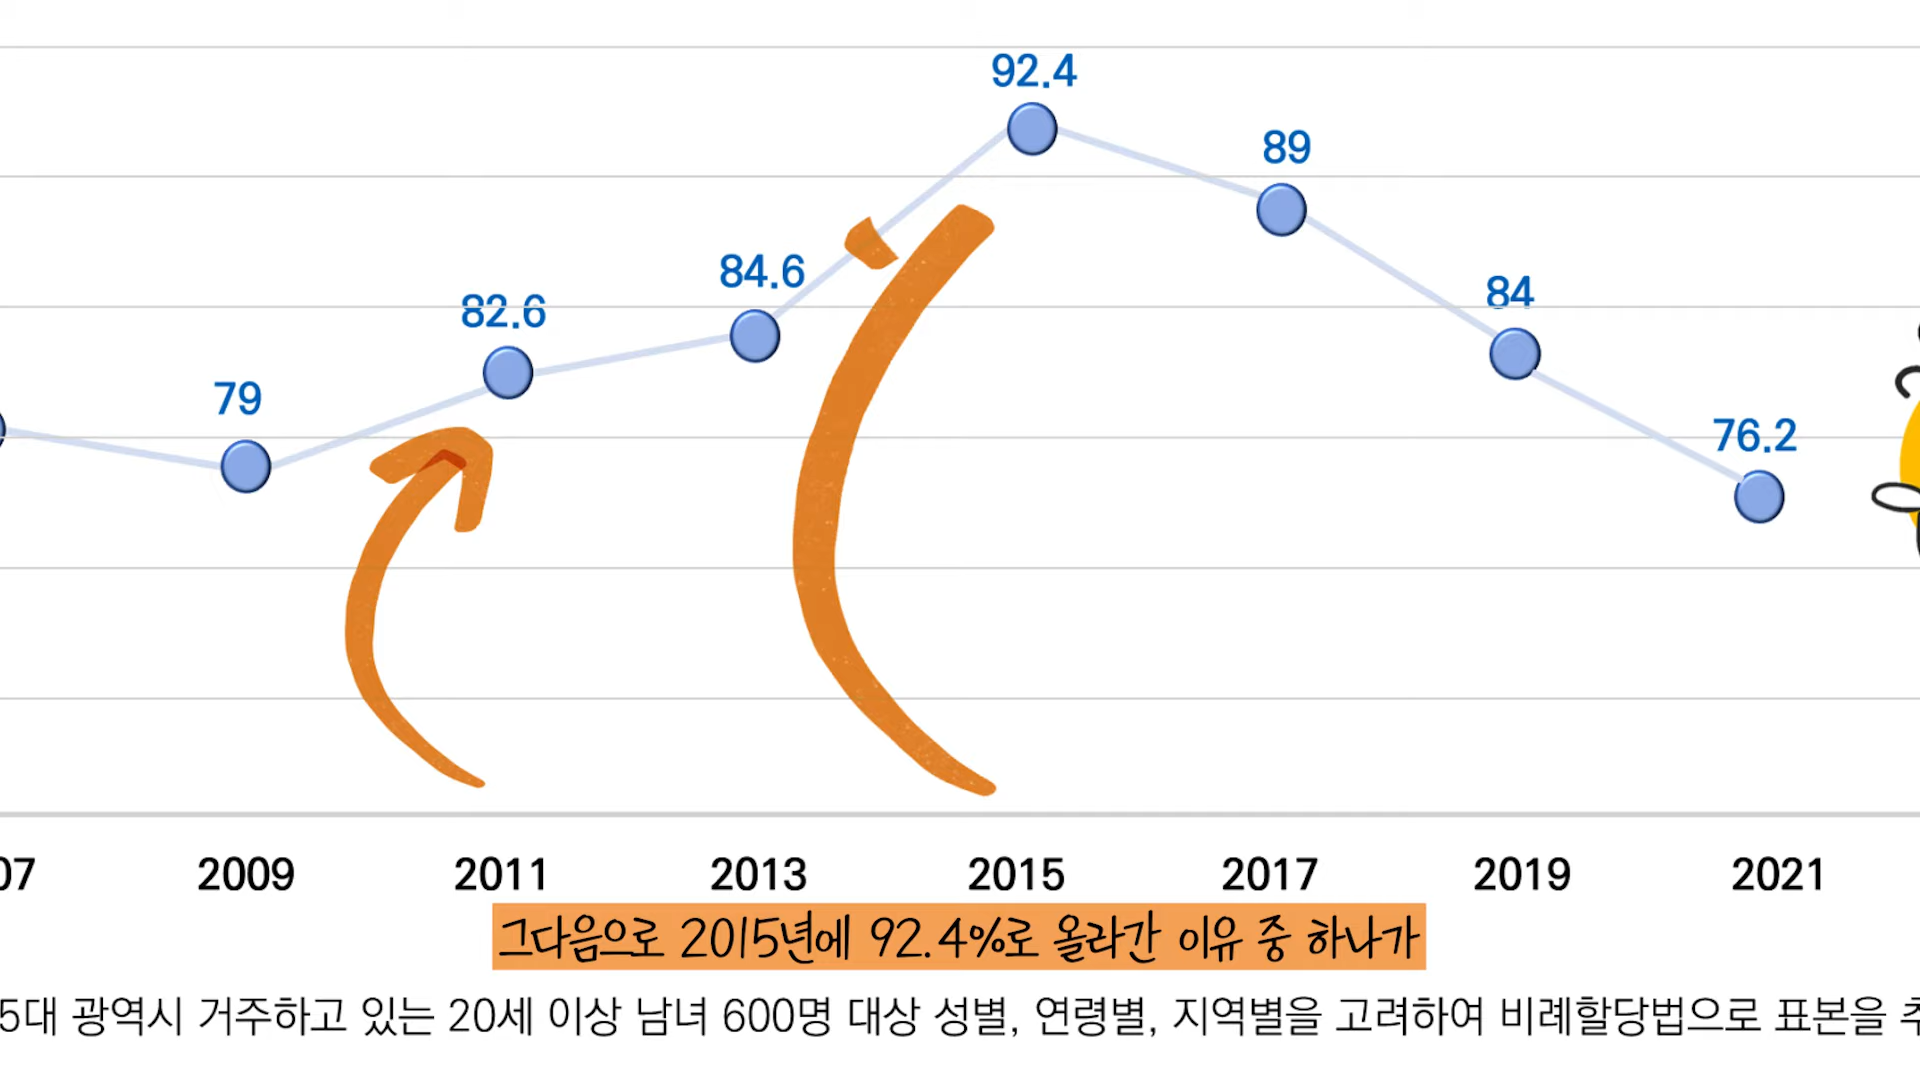 92.4
89
84.6
84
82.6
79
76.2
07 2009 2011 2013 2015 2017 2019 2021
그다음으로 2015년에 92.4%로 올라간 이유 중 하나가
5대 광역시 거주하고 있는 20세 이상 남녀 600명 대상 성별, 연령별, 지역별을 고려하여 비례할당법으로 표본을